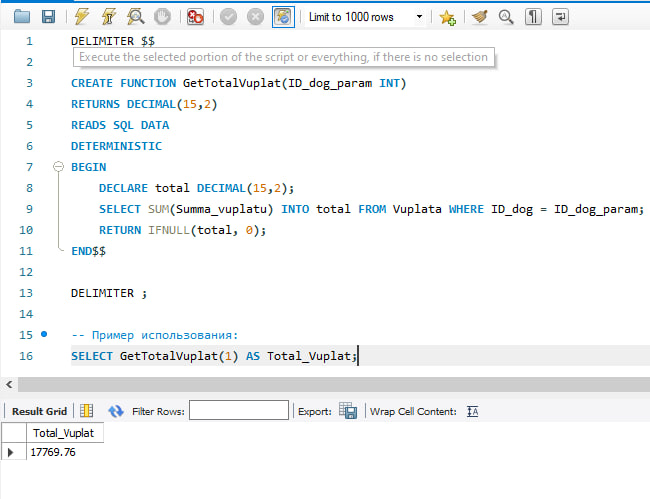 Limit to 1000 rows
1 DELIMITER $$
Execute the selected portion of the script or everything, if there is no selection
2
3 CREATE FUNCTION GetTotalVuplat(ID_dog_param INT)
4 RETURNS DECIMAL(15,2)
5 READS SQL DATA
6 DETERMINISTIC
7 BEGIN
8 DECLARE total DECIMAL(15,2);
9 SELECT SUM(Summa_vuplatu) INTO total FROM Vuplata WHERE ID_dog = ID_dog_param;
10 RETURN IFNULL(total, 0);
11 END$$
12
13 DELIMITER ;
14
15 -- Пример использования:
16 SELECT GetTotalVuplat(1) AS Total_Vuplat;
Result Grid Filter Rows: Export: Wrap Cell Content:
Total_Vuplat
17769.76